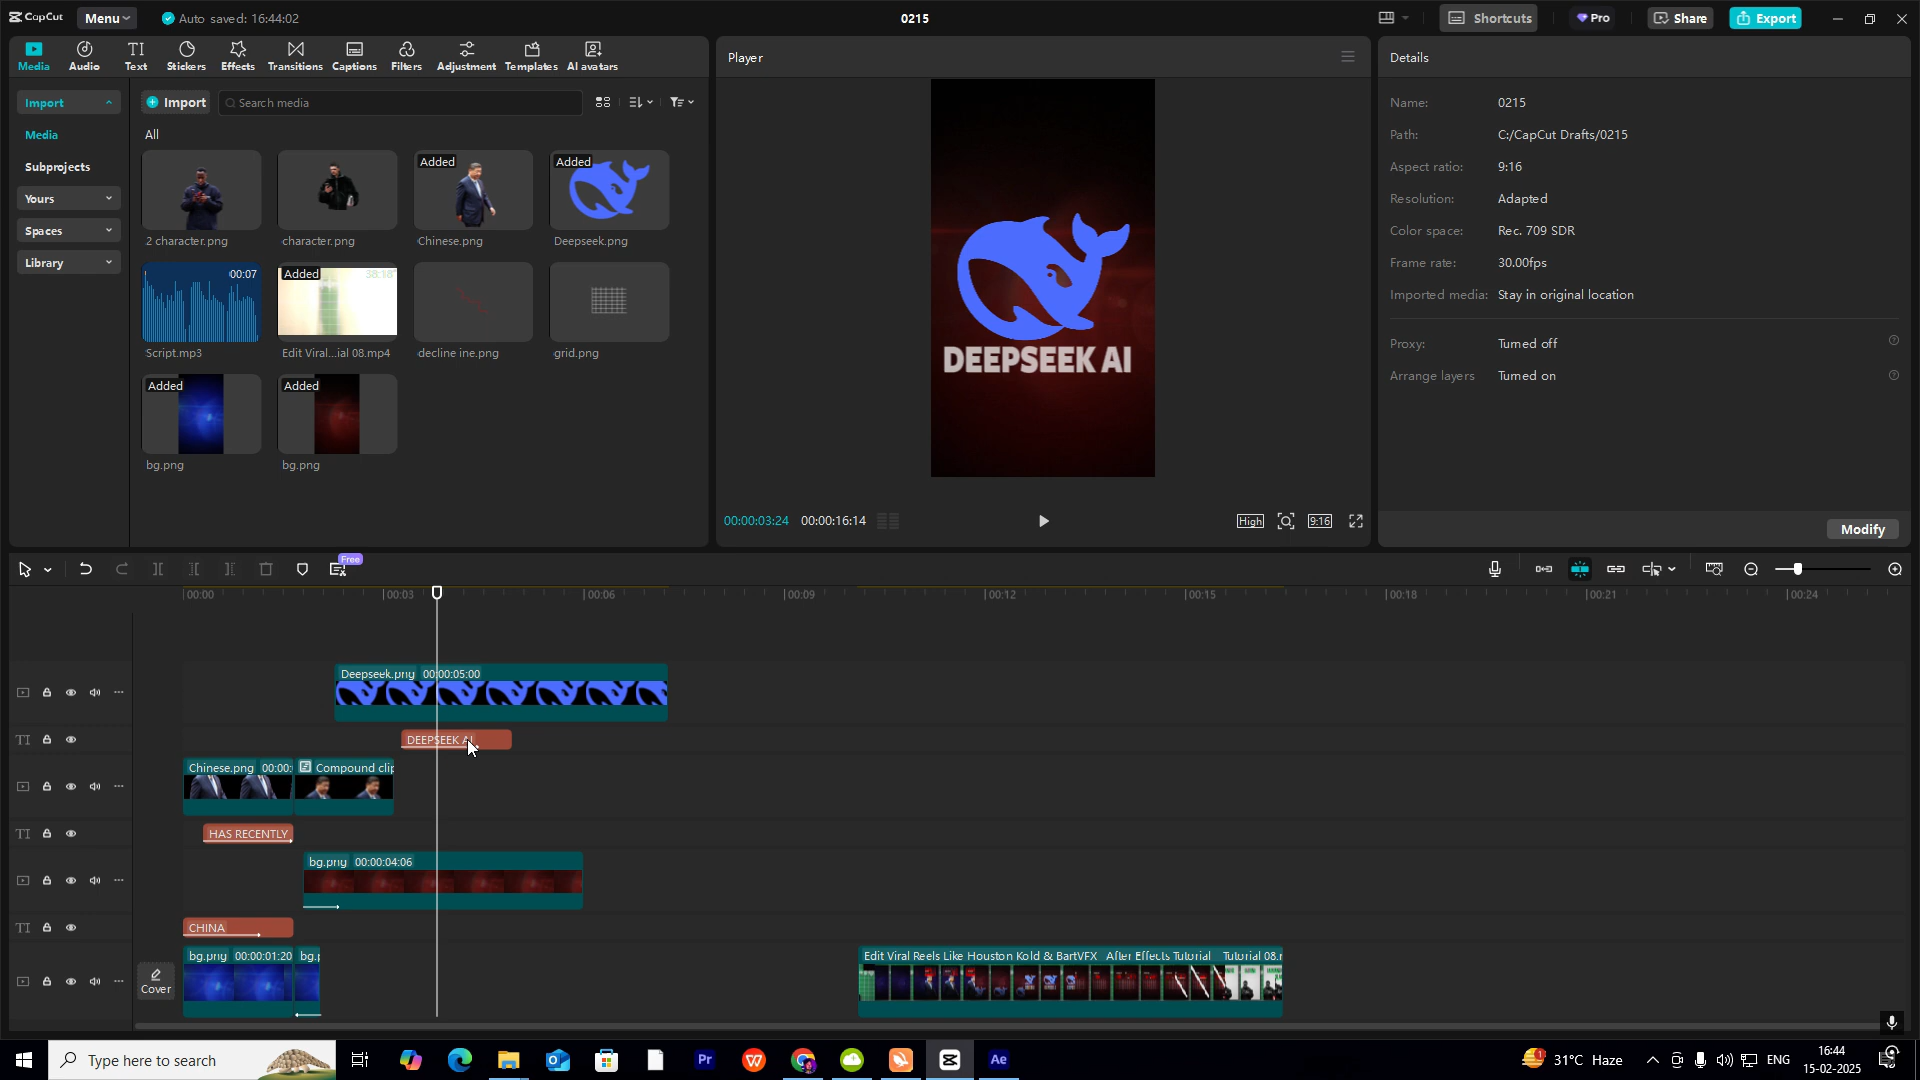 CapCut
Menu
Auto saved: 16:44:02
0215
Shortcuts
Pro
Share
Export
Media
Audio
Text
Stickers
Effects
Transitions
Captions
Filters
Adjustment
Templates
AI avatars
Player
Details
Import
Media
Subprojects
Yours
Spaces
Library
Import
Search media
All
2 character.png
character.png
Added
Chinese.png
Added
Deepseek.png
00:07
Script.mp3
Added
38:18
Edit Viral...ial 08.mp4
decline ine.png
grid.png
Added
bg.png
Added
bg.png
DEEPSEEK AI
00:00:03:24
00:00:16:14
High
9:16
Name: 0215
Path: C:/CapCut Drafts/0215
Aspect ratio: 9:16
Resolution: Adapted
Color space: Rec. 709 SDR
Frame rate: 30.00fps
Imported media: Stay in original location
Proxy: Turned off
Arrange layers Turned on
Modify
Free
00:00
00:03
00:06
00:09
00:12
00:15
00:18
00:21
00:24
Deepseek.png 00:00:05:00
TI
DEEPSEEK AI
Chinese.png 00:00:
Compound clip
TI
HAS RECENTLY
bg.png 00:00:04:06
TI
CHINA
Cover
bg.png 00:00:01:20
bg.p
Edit Viral Reels Like Houston Kold & BartVFX After Effects Tutorial Tutorial 08.m
Type here to search
Pr
Ae
1
31°C Haze
ENG
16:44
15-02-2025